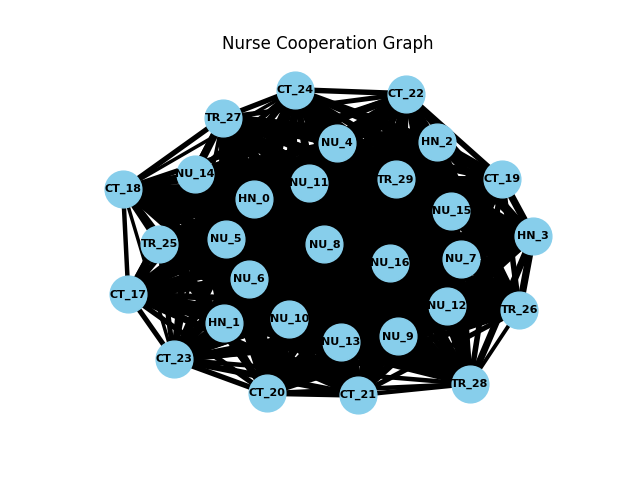 Nurse Cooperation Graph
CT_24
CT_22
TR_27
NU_4
HN_2
NU_14
NU_11
TR_29
CT_19
CT_18
HN_0
NU_15
HN_3
NU_5
TR_25
NU_8
NU_7
NU_16
NU_6
CT_17
NU_12
TR_26
NU_10
HN_1
NU_9
NU_13
CT_23
TR_28
CT_20
CT_21